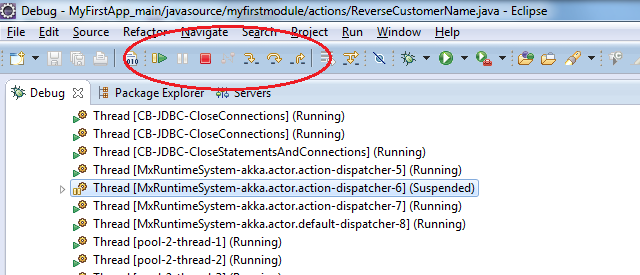 Debug - MyFirstApp_main/javasource/myfirstmodule/actions/ReverseCustomerName.java - Eclipse
File Edit Source Refactor Navigate Search Project Run Window Help
010
Debug Package Explorer Servers
Thread [CB-JDBC-CloseConnections] (Running)
Thread [CB-JDBC-CloseConnections] (Running)
Thread [CB-JDBC-CloseStatementsAndConnections] (Running)
Thread [MxRuntimeSystem-akka.actor.action-dispatcher-5] (Running)
Thread [MxRuntimeSystem-akka.actor.action-dispatcher-6] (Suspended)
Thread [MxRuntimeSystem-akka.actor.action-dispatcher-7] (Running)
Thread [MxRuntimeSystem-akka.actor.default-dispatcher-8] (Running)
Thread [pool-2-thread-1] (Running)
Thread [pool-2-thread-2] (Running)